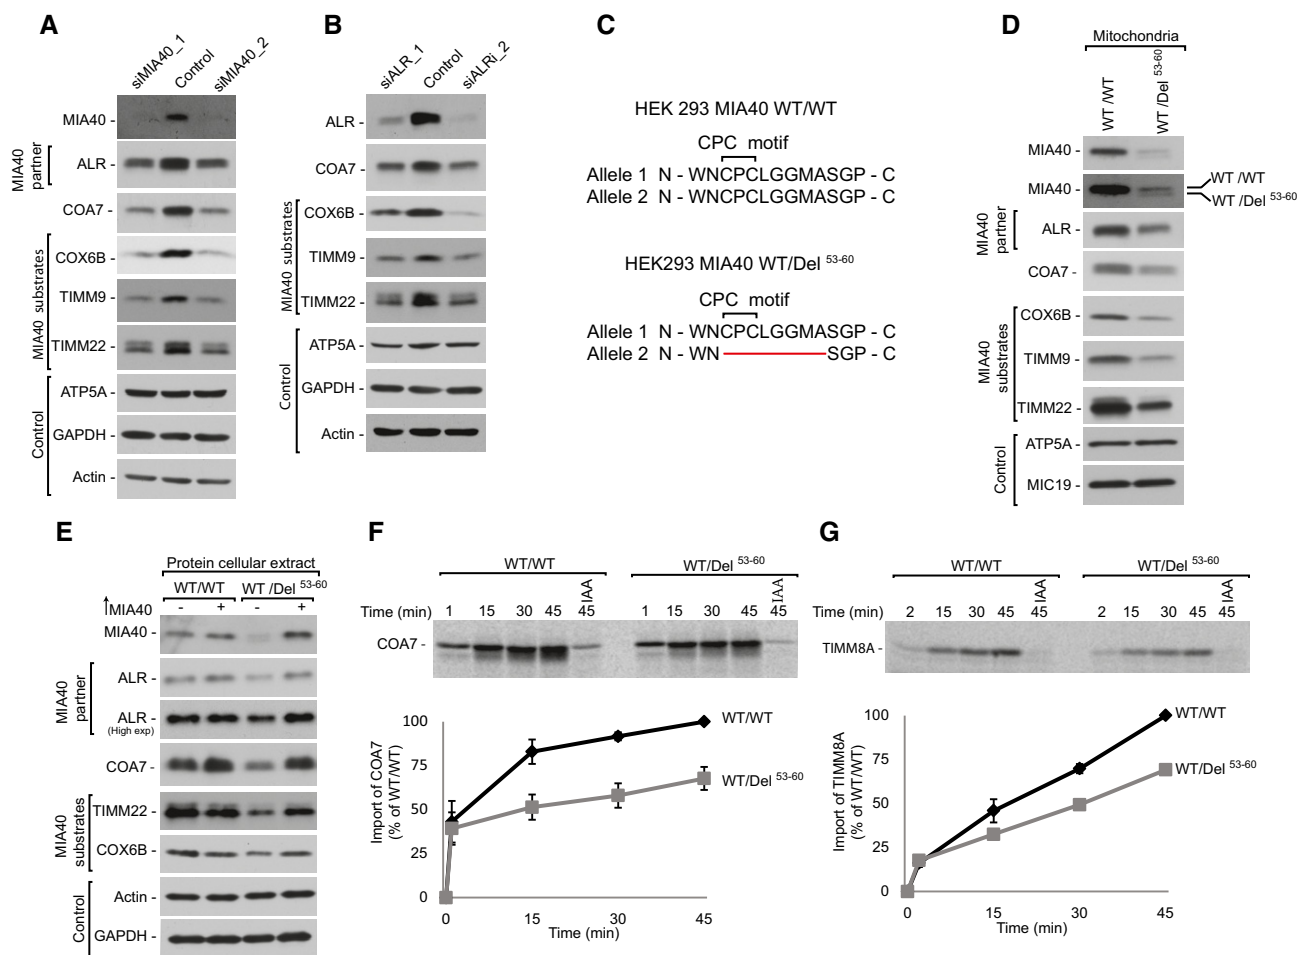 A
siMIA40_1
Control
siMIA40_2
MIA40 -
MIA40 partner
ALR -
COA7 -
MIA40 substrates
COX6B -
TIMM9 -
TIMM22 -
Control
ATP5A -
GAPDH -
Actin -
B
siALR_1
Control
siALRi_2
ALR -
COA7 -
MIA40 substrates
COX6B -
TIMM9 -
TIMM22 -
Control
ATP5A -
GAPDH -
Actin -
C
HEK 293 MIA40 WT/WT
CPC motif
Allele 1 N - WNCPCLGGMASGP - C
Allele 2 N - WNCPCLGGMASGP - C
HEK293 MIA40 WT/Del 53-60
CPC motif
Allele 1 N - WNCPCLGGMASGP - C
Allele 2 N - WN SGP - C
D
Mitochondria
WT /WT
WT /Del 53-60
MIA40 -
MIA40 -
WT /WT
WT /Del 53-60
MIA40 partner
ALR -
COA7 -
MIA40 substrates
COX6B -
TIMM9 -
TIMM22 -
Control
ATP5A -
MIC19 -
E
Protein cellular extract
WT/WT WT /Del 53-60
↑MIA40 - + - +
MIA40 -
MIA40 partner
ALR -
ALR -
(High exp)
COA7 -
MIA40 substrates
TIMM22 -
COX6B -
Control
Actin -
GAPDH -
F
WT/WT WT/Del 53-60
IAA IAA
Time (min) 1 15 30 45 45 1 15 30 45 45
COA7 -
Import of COA7
(% of WT/WT)
100
75
50
25
0
WT/WT
WT/Del 53-60
0 15 30 45
Time (min)
G
WT/WT WT/Del 53-60
IAA IAA
Time (min) 2 15 30 45 45 2 15 30 45 45
TIMM8A -
Import of TIMM8A
(% of WT/WT)
100
75
50
25
0
WT/WT
WT/Del 53-60
0 15 30 45
Time (min)